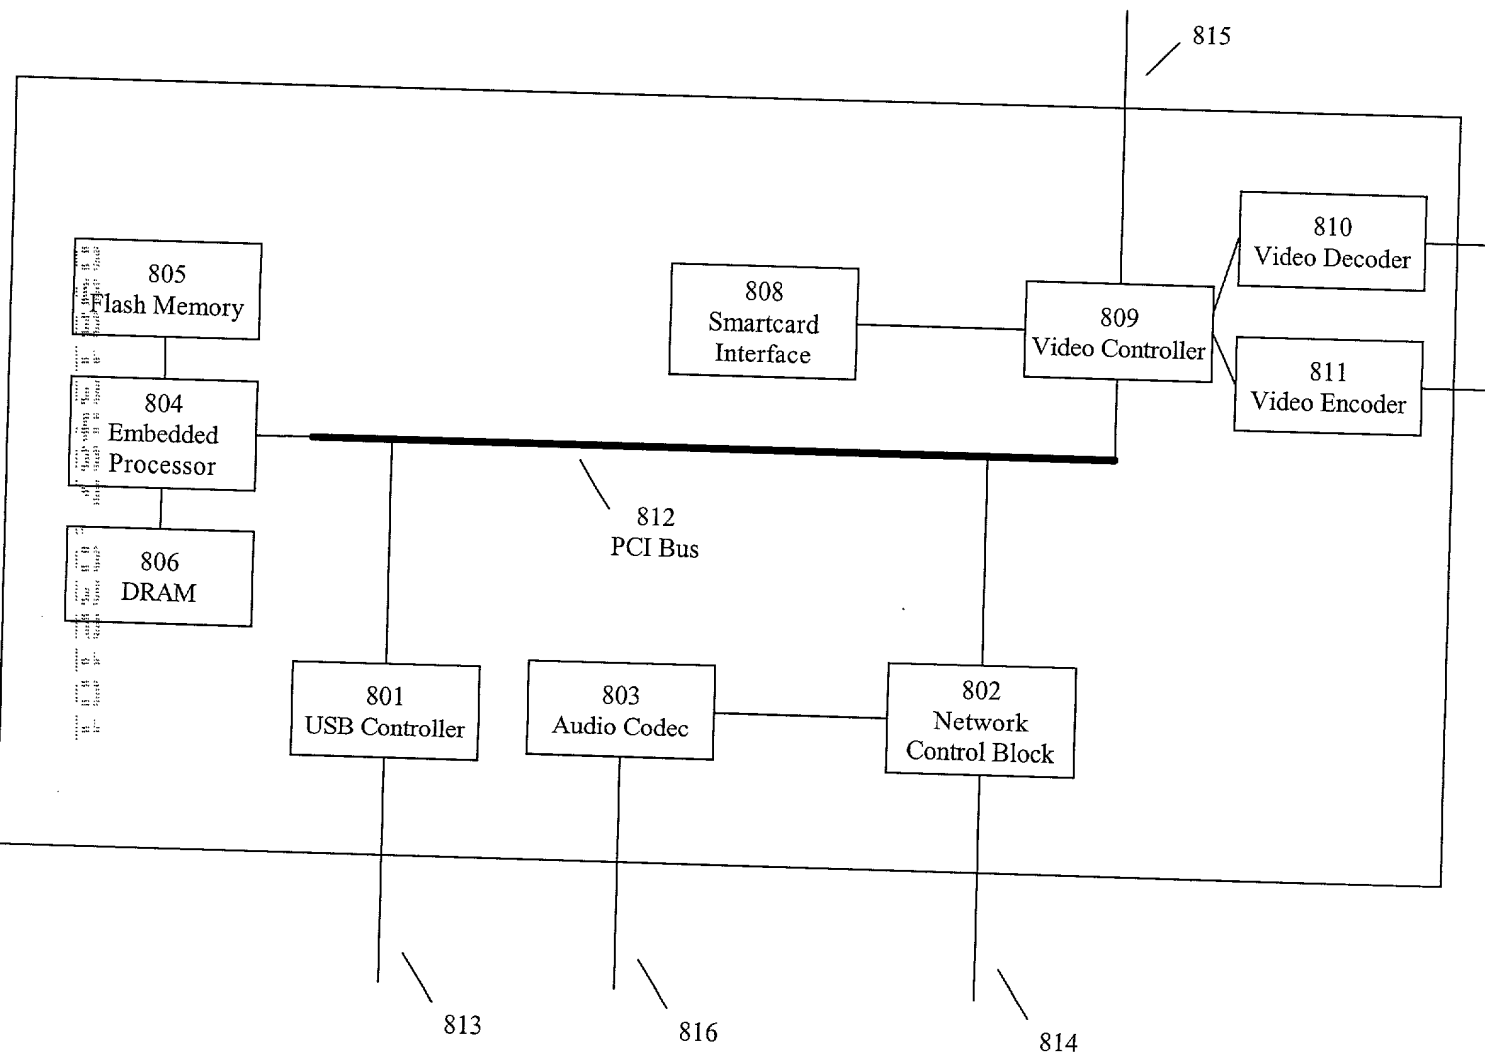 815
810
Video Decoder
805
Flash Memory
808
Smartcard
Interface
809
Video Controller
811
Video Encoder
804
Embedded
Processor
812
PCI Bus
806
DRAM
801
USB Controller
803
Audio Codec
802
Network
Control Block
813
816
814